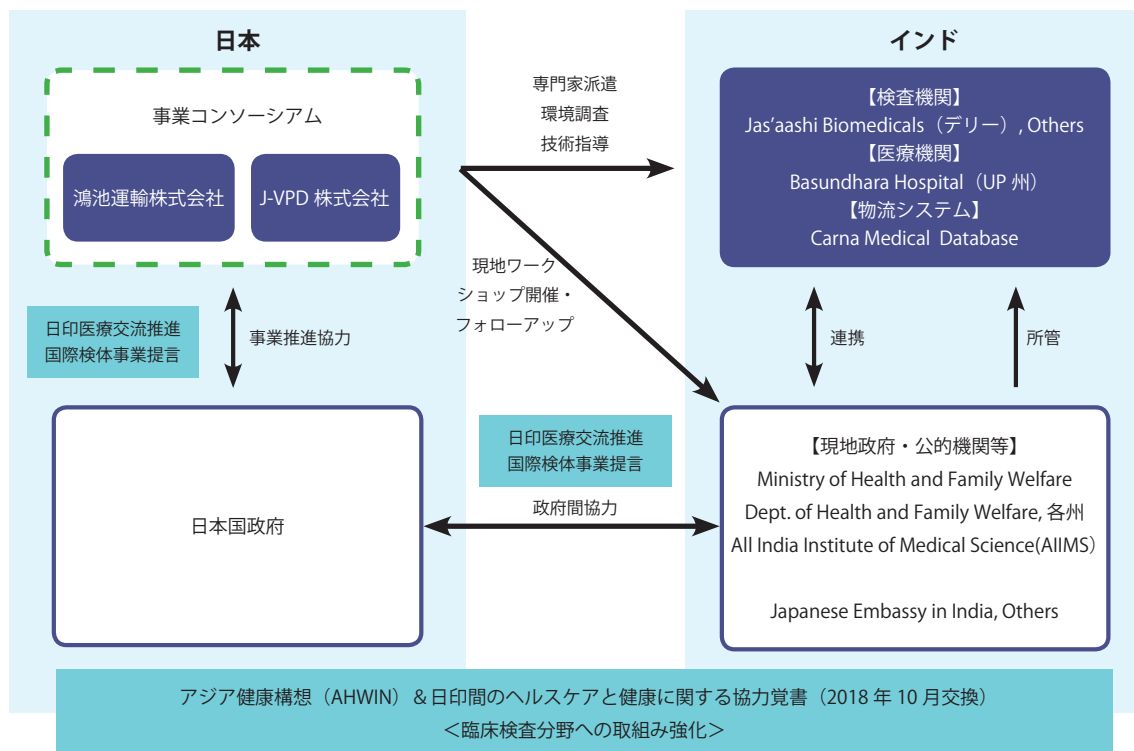 日本
事業コンソーシアム
鴻池運輸株式会社
J-VPD 株式会社
専門家派遣
環境調査
技術指導
インド
【検査機関】
Jas’aashi Biomedicals（デリー）, Others
【医療機関】
Basundhara Hospital（UP 州）
【物流システム】
Carna Medical Database
現地ワーク
ショップ開催・
フォローアップ
日印医療交流推進
国際検体事業提言
事業推進協力
連携
所管
日本国政府
日印医療交流推進
国際検体事業提言
政府間協力
【現地政府・公的機関等】
Ministry of Health and Family Welfare
Dept. of Health and Family Welfare, 各州
All India Institute of Medical Science(AIIMS）
Japanese Embassy in India, Others
アジア健康構想（AHWIN）＆日印間のヘルスケアと健康に関する協力覚書（2018 年 10 月交換）
＜臨床検査分野への取組み強化＞